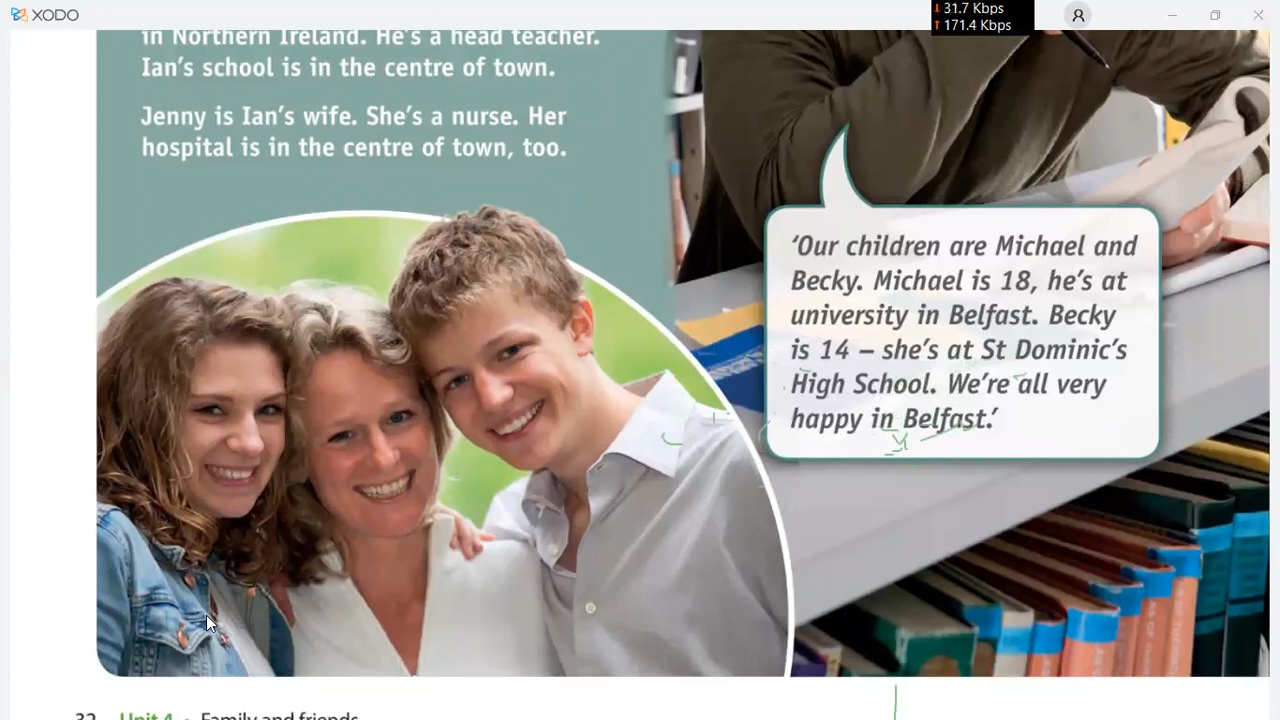 XODO
↓ 31.7 Kbps
↑ 171.4 Kbps
in Northern Ireland. He's a head teacher.
Ian's school is in the centre of town.
Jenny is Ian's wife. She's a nurse. Her
hospital is in the centre of town, too.
'Our children are Michael and
Becky. Michael is 18, he's at
university in Belfast. Becky
is 14 – she's at St Dominic's
High School. We're all very
happy in Belfast.'
32 Unit 4 • Family and friends